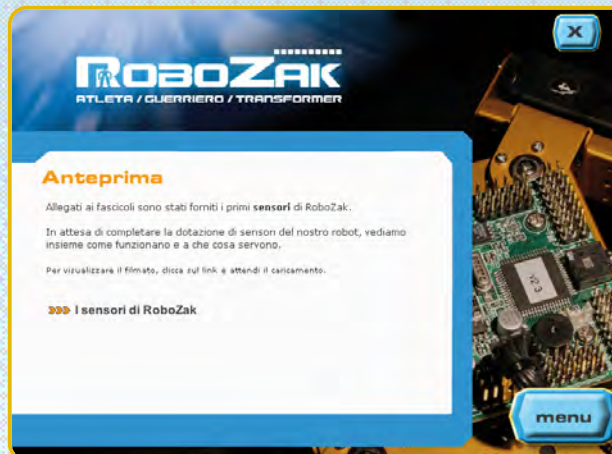 X
ROBOZAK
ATLETA / GUERRIERO / TRANSFORMER
Anteprima
Allegati ai fascicoli sono stati forniti i primi sensori di RoboZak.
In attesa di completare la dotazione di sensori del nostro robot, vediamo
insieme come funzionano e a che cosa servono.
Per visualizzare il filmato, clicca sul link e attendi il caricamento.
>>> I sensori di RoboZak
menu